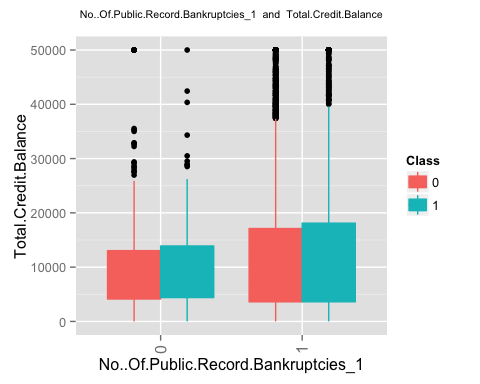 No..Of.Public.Record.Bankruptcies_1 and Total.Credit.Balance
50000
40000
30000
20000
10000
0
Total.Credit.Balance
0
1
No..Of.Public.Record.Bankruptcies_1
Class
0
1